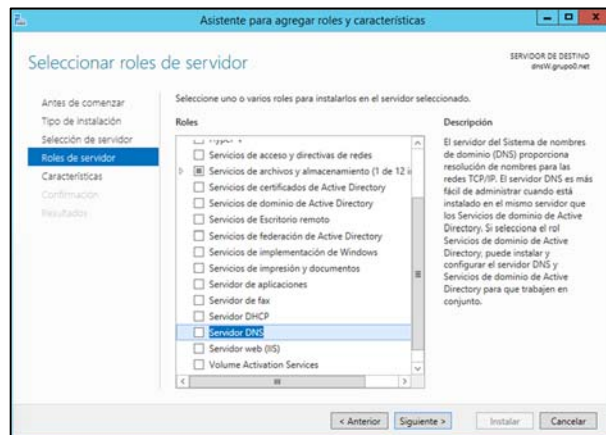 Asistente para agregar roles y características
Seleccionar roles de servidor
SERVIDOR DE DESTINO
dnsW.grupo0.net
Antes de comenzar
Tipo de instalación
Selección de servidor
Roles de servidor
Características
Confirmación
Resultados
Seleccione uno o varios roles para instalarlos en el servidor seleccionado.
Roles
Servicios de acceso y directivas de redes
Servicios de archivos y almacenamiento (1 de 12 i
Servicios de certificados de Active Directory
Servicios de dominio de Active Directory
Servicios de Escritorio remoto
Servicios de federación de Active Directory
Servicios de implementación de Windows
Servicios de impresión y documentos
Servidor de aplicaciones
Servidor de fax
Servidor DHCP
Servidor DNS
Servidor web (IIS)
Volume Activation Services
Descripción
El servidor del Sistema de nombres
de dominio (DNS) proporciona
resolución de nombres para las
redes TCP/IP. El servidor DNS es más
fácil de administrar cuando está
instalado en el mismo servidor que
los Servicios de dominio de Active
Directory. Si selecciona el rol
Servicios de dominio de Active
Directory, puede instalar y
configurar el servidor DNS y
Servicios de dominio de Active
Directory para que trabajen en
conjunto.
< Anterior
Siguiente >
Instalar
Cancelar